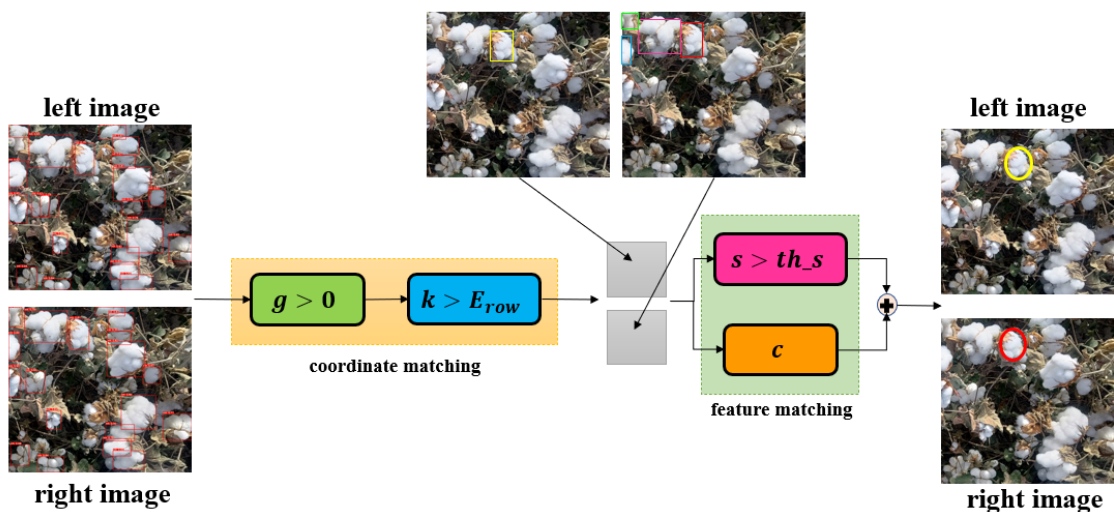 left image
right image
g > 0
k > E_row
coordinate matching
s > th_s
c
feature matching
left image
right image